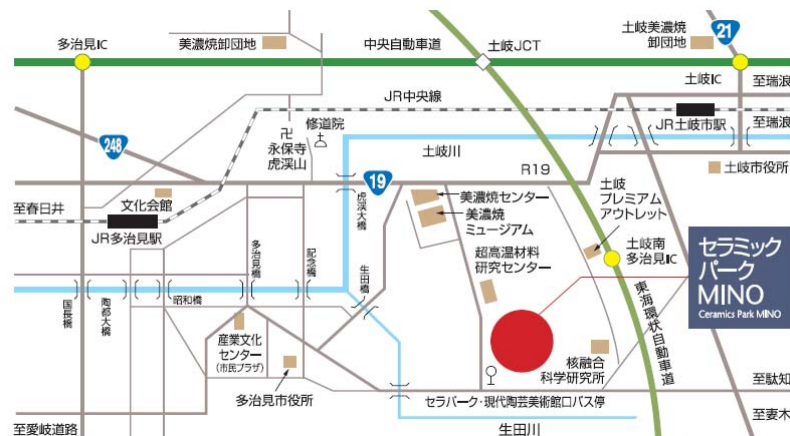 多治見IC
美濃焼卸団地
中央自動車道
土岐JCT
土岐美濃焼
卸団地
21
土岐IC
至瑞浪
JR中央線
JR土岐市駅
至瑞浪
248
卍
永保寺
虎渓山
修道院
土岐川
R19
土岐市役所
19
至春日井
文化会館
JR多治見駅
虎渓大橋
美濃焼センター
美濃焼
ミュージアム
土岐
プレミアム
アウトレット
超高温材料
研究センター
土岐南
多治見IC
セラミック
パーク
MINO
Ceramics Park MINO
多治見橋
記念橋
生田橋
国長橋
陶都大橋
昭和橋
東海環状自動車道
産業文化
センター
(市民プラザ)
多治見市役所
核融合
科学研究所
至駄知
セラパーク・現代陶芸美術館口バス停
至愛岐道路
生田川
至妻木